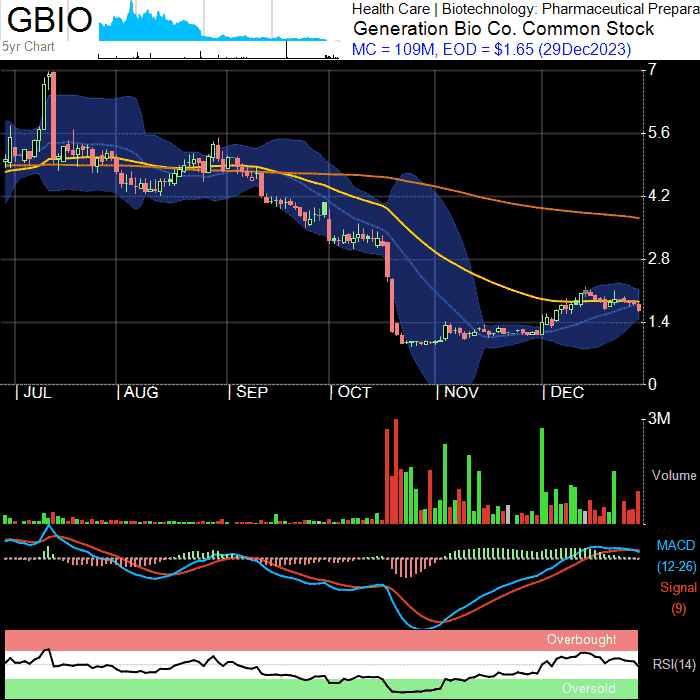 GBIO
5yr Chart
Health Care | Biotechnology: Pharmaceutical Prepara
Generation Bio Co. Common Stock
MC = 109M, EOD = $1.65 (29Dec2023)
7
5.6
4.2
2.8
1.4
0
JUL AUG SEP OCT NOV DEC
3M
Volume
MACD
(12-26)
Signal
(9)
Overbought
RSI(14)
Oversold